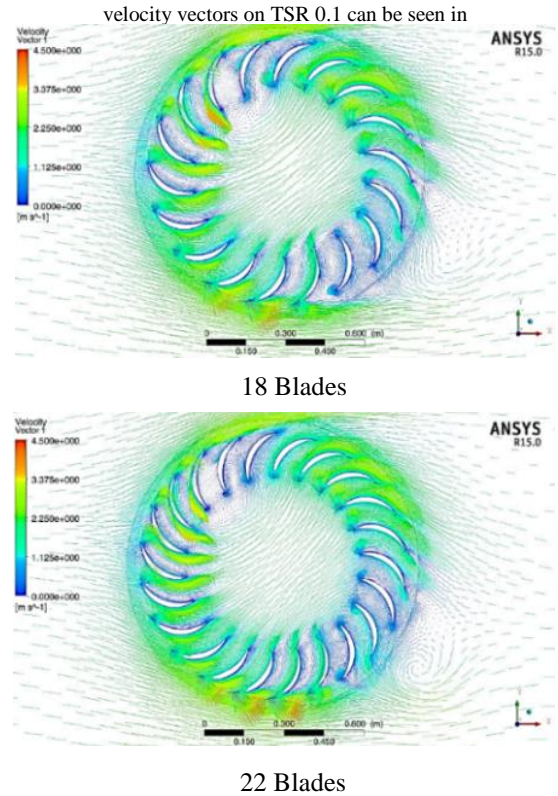 velocity vectors on TSR 0.1 can be seen in
Velocity
Vector 1
ANSYS
R15.0
4.500e+000
3.375e+000
2.250e+000
1.125e+000
0.000e+000
[m s^-1]
0 0.300 0.600 (m)
0.150 0.450
Y
X
18 Blades
Velocity
Vector 1
ANSYS
R15.0
4.500e+000
3.375e+000
2.250e+000
1.125e+000
0.000e+000
[m s^-1]
0 0.300 0.600 (m)
0.150 0.450
Y
X
22 Blades